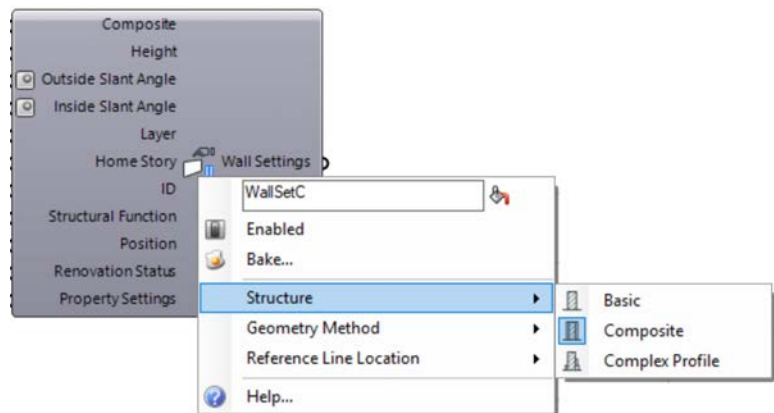 Composite
Height
Outside Slant Angle
Inside Slant Angle
Layer
Home Story
Wall Settings
ID
Structural Function
Position
Renovation Status
Property Settings
WallSetC
Enabled
Bake...
Structure
Geometry Method
Reference Line Location
Help...
Basic
Composite
Complex Profile